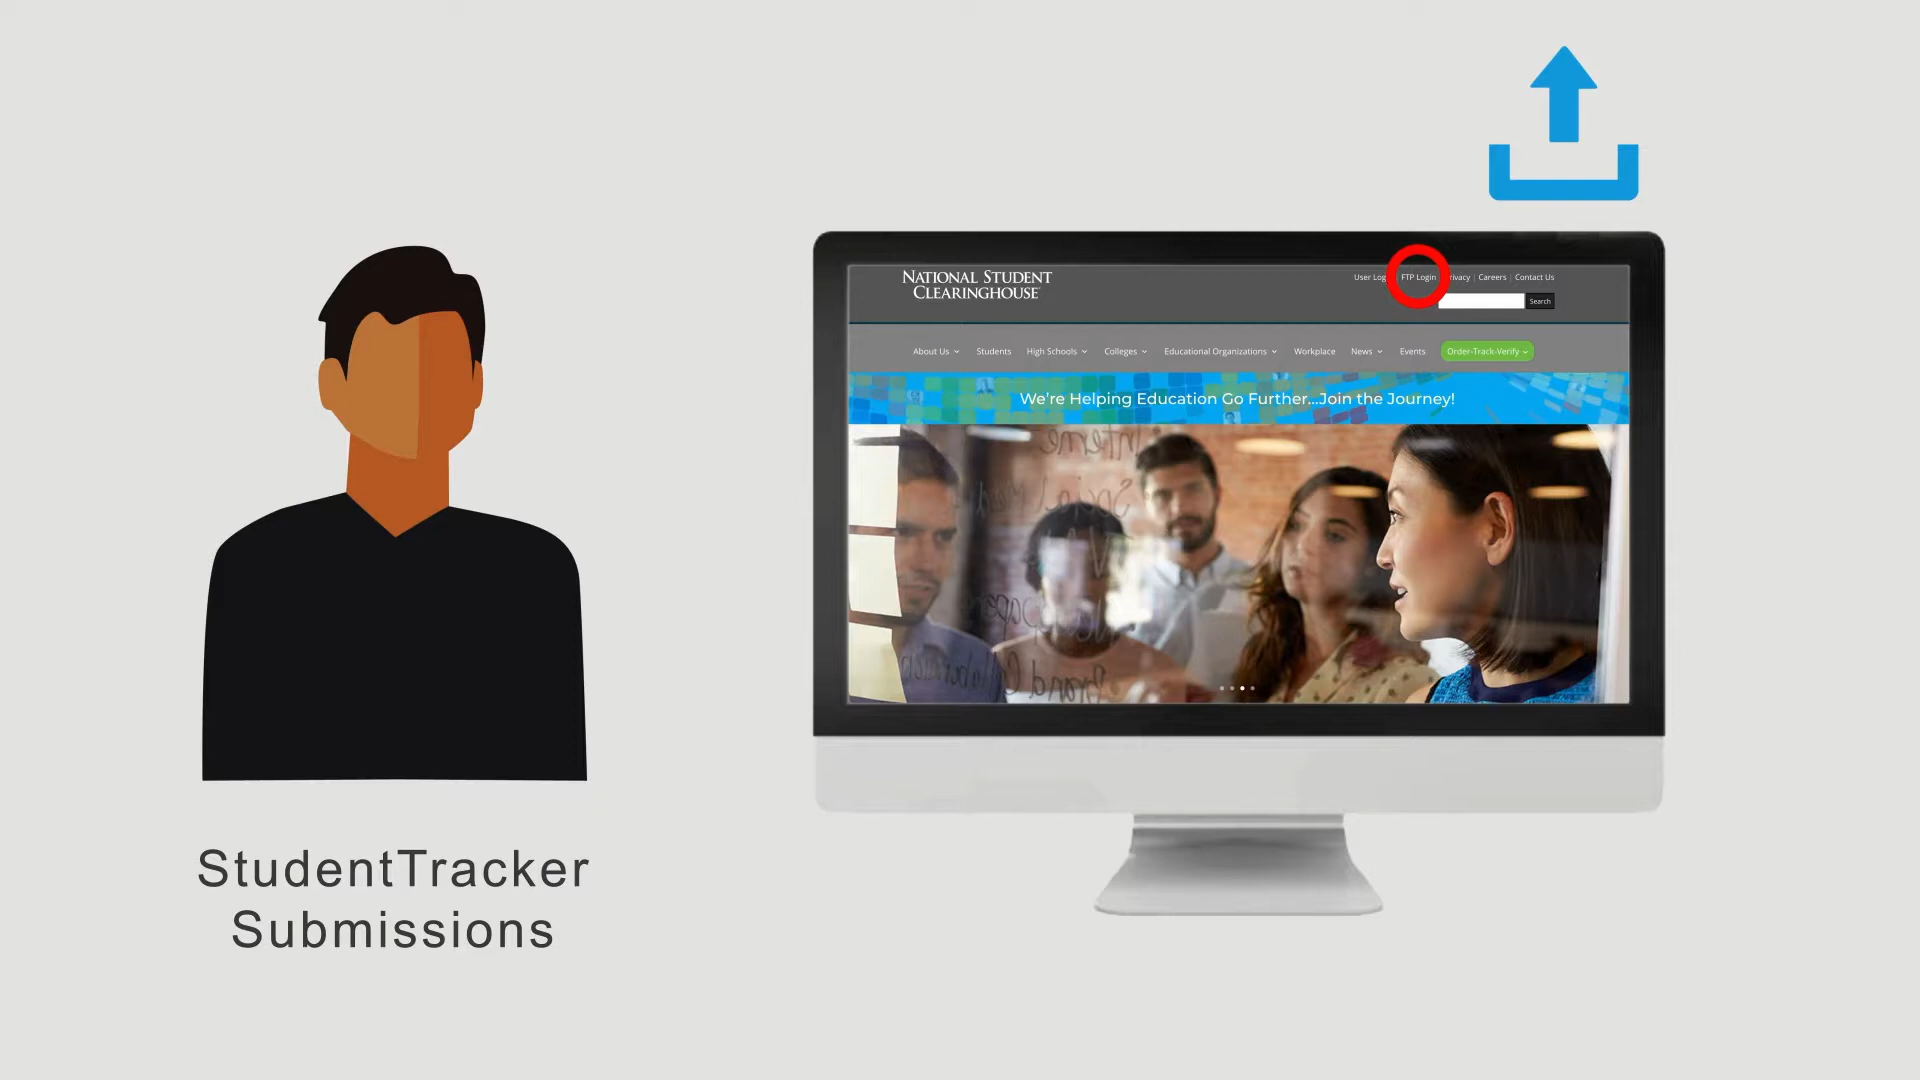 NATIONAL STUDENT
CLEARINGHOUSE
FTP Login
Careers
Contact Us
Search
About Us
Students
High Schools
Colleges
Educational Organizations
Workplace
News
Events
Order-Track-Verify
We're Helping Education Go Further...Join the Journey!
StudentTracker
Submissions